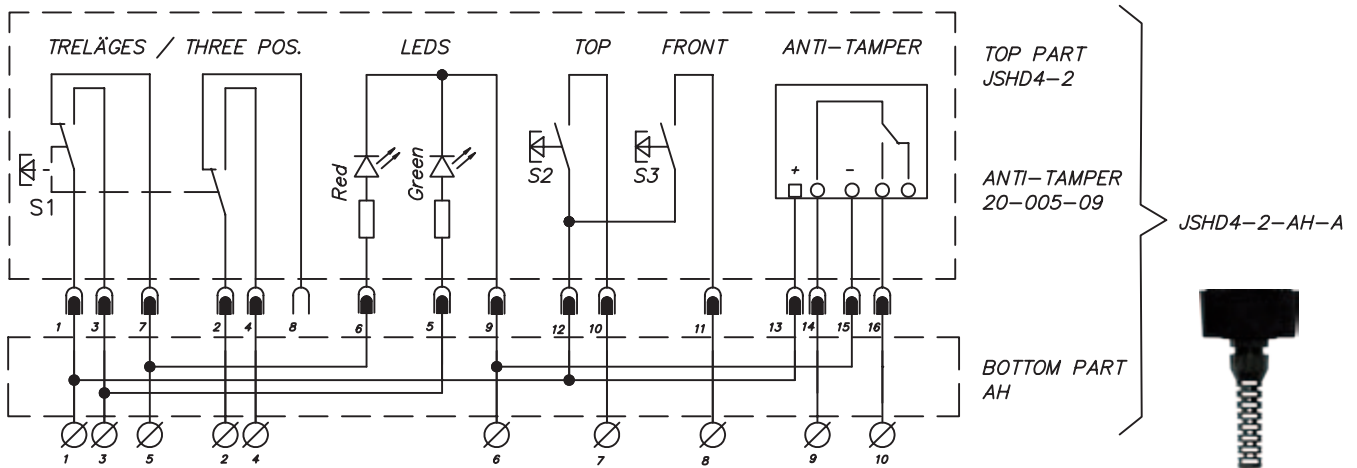 TRELÄGES / THREE POS. LEDS TOP FRONT ANTI-TAMPER
TOP PART
JSHD4-2
ANTI-TAMPER
20-005-09
JSHD4-2-AH-A
Red
Green
+ -
S1
S2
S3
1 3 7 2 4 8 6 5 9 12 10 11 13 14 15 16
BOTTOM PART
AH
1 3 5 2 4 6 7 8 9 10